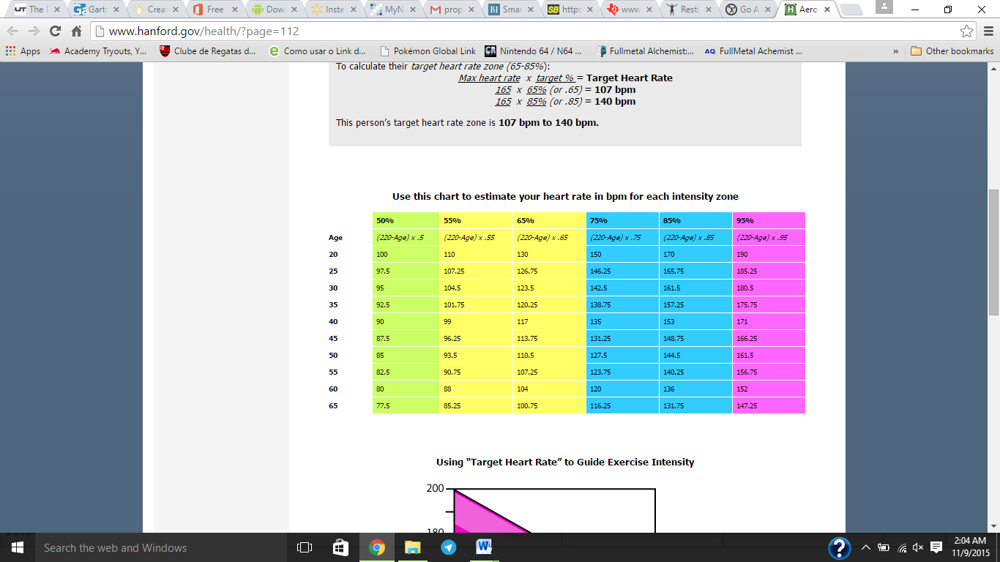 The
Gartn
Creat
Free
Dow
Inste
MyN
prop
BI Smar
SB https
www
Resti
Go A
H Aero
www.hanford.gov/health/?page=112
Apps Academy Tryouts, Y... Clube de Regatas d... Como usar o Link d... Pokémon Global Link Nintendo 64 / N64 ... Fullmetal Alchemist:... AQ FullMetal Achemist ... » Other bookmarks
To calculate their target heart rate zone (65-85%):
Max heart rate x target % = Target Heart Rate
165 x 65% (or .65) = 107 bpm
165 x 85% (or .85) = 140 bpm
This person’s target heart rate zone is 107 bpm to 140 bpm.
Use this chart to estimate your heart rate in bpm for each intensity zone
50% 55% 65% 75% 85% 95%
Age (220-Age) x .5 (220-Age) x .55 (220-Age) x .65 (220-Age) x .75 (220-Age) x .85 (220-Age) x .95
20 100 110 130 150 170 190
25 97.5 107.25 126.75 146.25 165.75 185.25
30 95 104.5 123.5 142.5 161.5 180.5
35 92.5 101.75 120.25 138.75 157.25 175.75
40 90 99 117 135 153 171
45 87.5 96.25 113.75 131.25 148.75 166.25
50 85 93.5 110.5 127.5 144.5 161.5
55 82.5 90.75 107.25 123.75 140.25 156.75
60 80 88 104 120 136 152
65 77.5 85.25 100.75 116.25 131.75 147.25
Using “Target Heart Rate” to Guide Exercise Intensity
200
180
Search the web and Windows
2:04 AM
11/9/2015